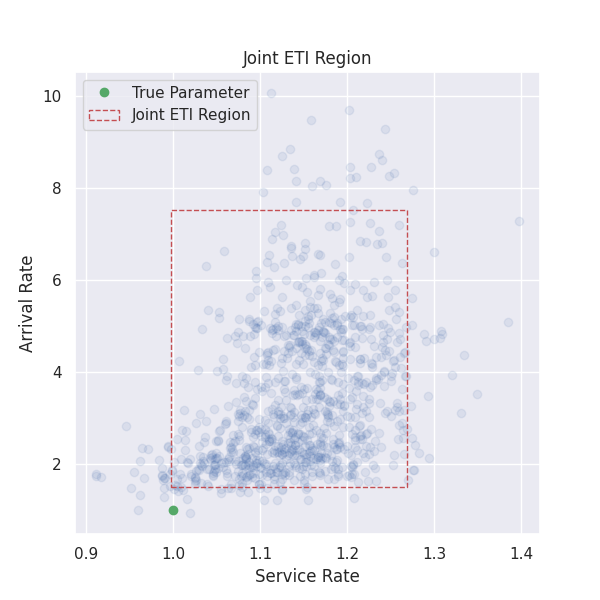 Joint ETI Region
True Parameter
Joint ETI Region
10
8
6
4
2
Arrival Rate
0.9 1.0 1.1 1.2 1.3 1.4
Service Rate